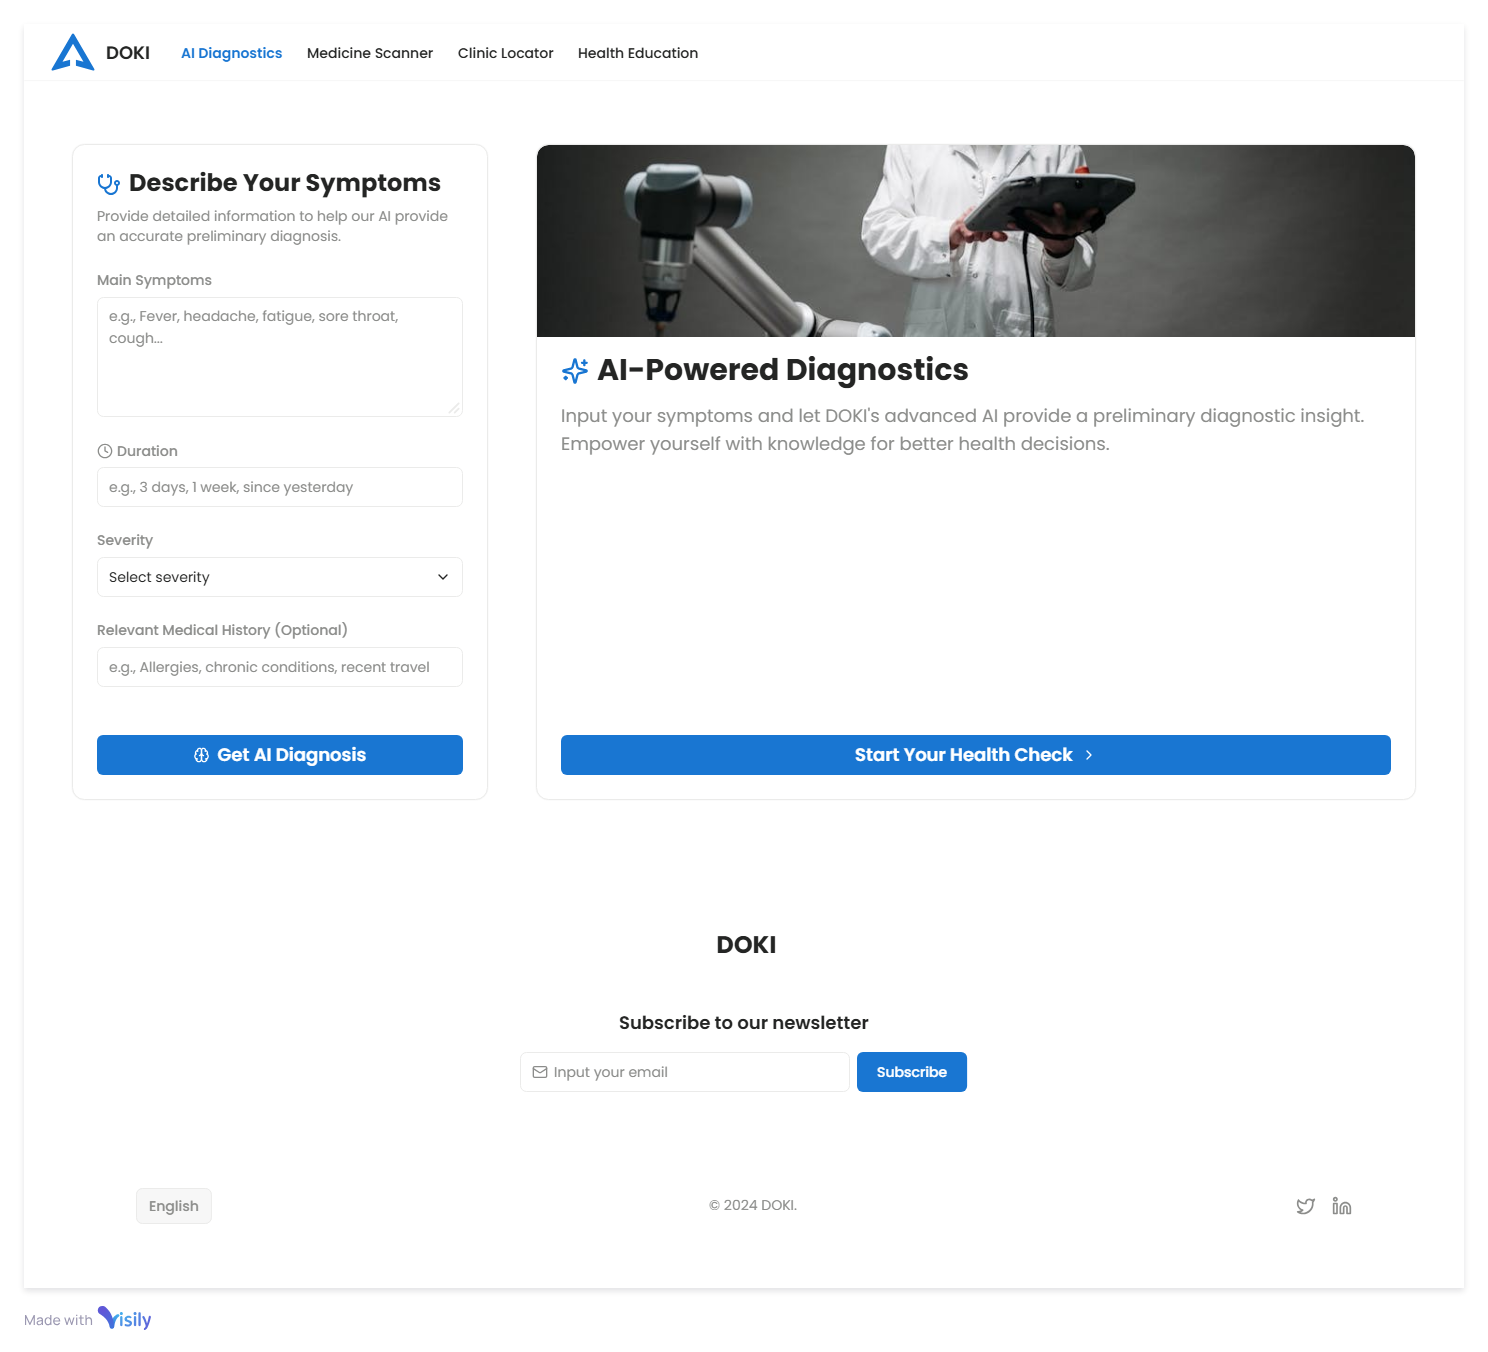 DOKI
AI Diagnostics
Medicine Scanner
Clinic Locator
Health Education
Describe Your Symptoms
Provide detailed information to help our AI provide
an accurate preliminary diagnosis.
Main Symptoms
e.g., Fever, headache, fatigue, sore throat,
cough...
Duration
e.g., 3 days, 1 week, since yesterday
Severity
Select severity
Relevant Medical History (Optional)
e.g., Allergies, chronic conditions, recent travel
Get AI Diagnosis
AI-Powered Diagnostics
Input your symptoms and let DOKI's advanced AI provide a preliminary diagnostic insight.
Empower yourself with knowledge for better health decisions.
Start Your Health Check
DOKI
Subscribe to our newsletter
Input your email
Subscribe
English
© 2024 DOKI.
Made with Visily